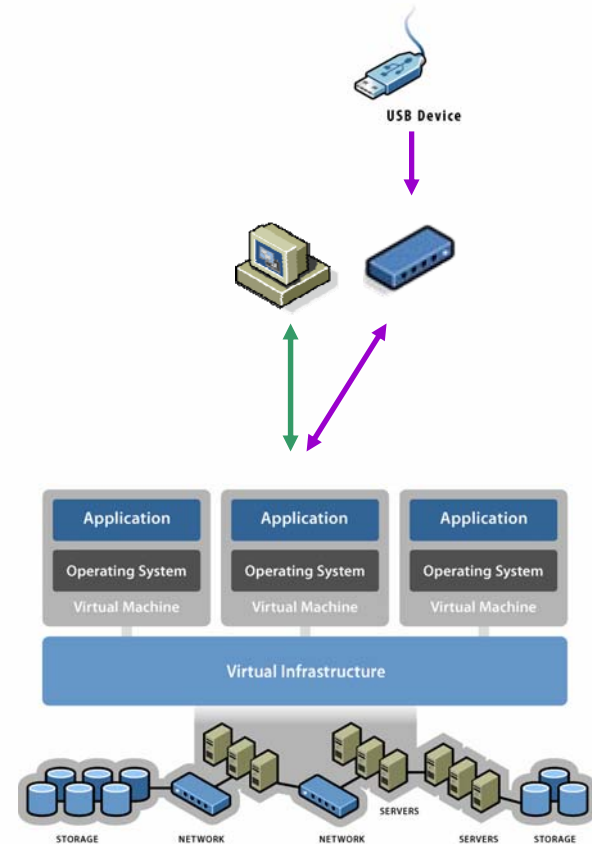 USB Device
Application
Application
Application
Operating System
Operating System
Operating System
Virtual Machine
Virtual Machine
Virtual Machine
Virtual Infrastructure
SERVERS
STORAGE
NETWORK
NETWORK
SERVERS
STORAGE